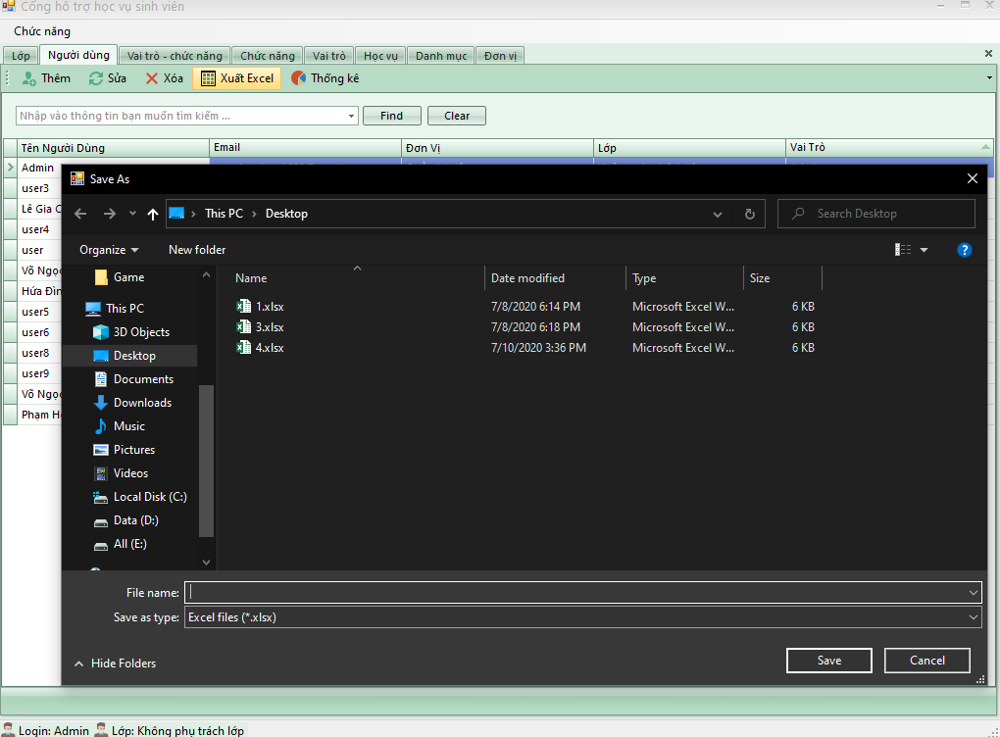 Cổng hỗ trợ học vụ sinh viên
Chức năng
Lớp Người dùng Vai trò - chức năng Chức năng Vai trò Học vụ Danh mục Đơn vị
Thêm Sửa Xóa Xuất Excel Thống kê
Nhập vào thông tin bạn muốn tìm kiếm ... Find Clear
Tên Người Dùng Email Đơn Vị Lớp Vai Trò
Admin
user3
Lê Gia
user4
user
Võ Ngọc
Hứa
user5
user6
user8
user9
Võ Ngọc
Phạm
Save As
This PC Desktop Search Desktop
Organize New folder
Game
This PC
3D Objects
Desktop
Documents
Downloads
Music
Pictures
Videos
Local Disk (C:)
Data (D:)
All (E:)
Name Date modified Type Size
1.xlsx 7/8/2020 6:14 PM Microsoft Excel W... 6 KB
3.xlsx 7/8/2020 6:18 PM Microsoft Excel W... 6 KB
4.xlsx 7/10/2020 3:36 PM Microsoft Excel W... 6 KB
File name:
Save as type: Excel files (*.xlsx)
Hide Folders Save Cancel
Login: Admin Lớp: Không phụ trách lớp